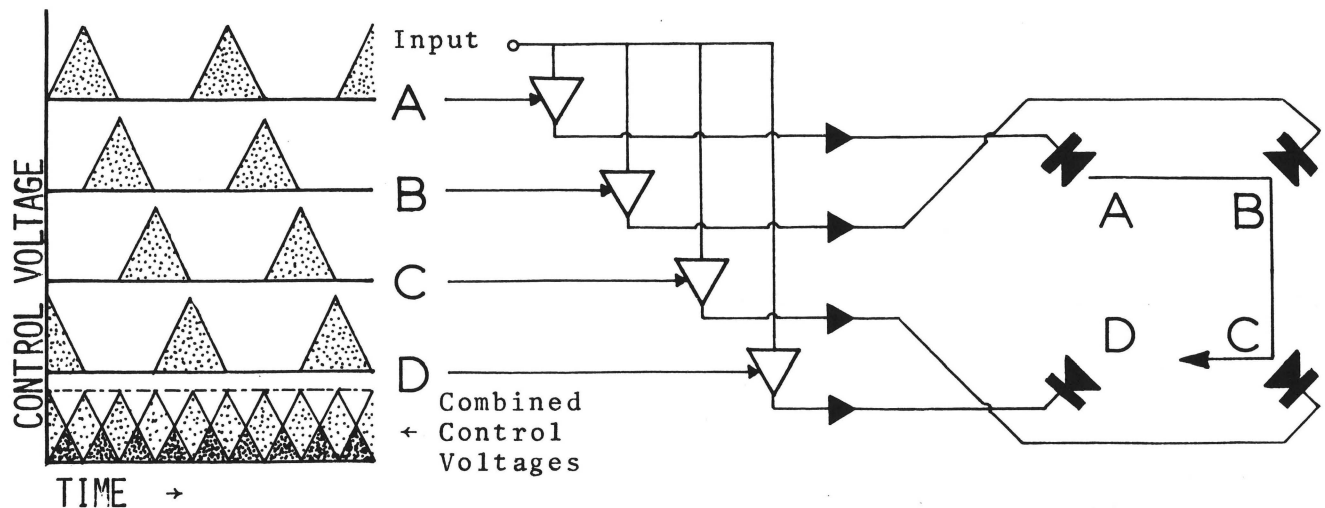 CONTROL VOLTAGE
Input
A
B
C
D
A
B
D
C
Combined
← Control
Voltages
TIME →